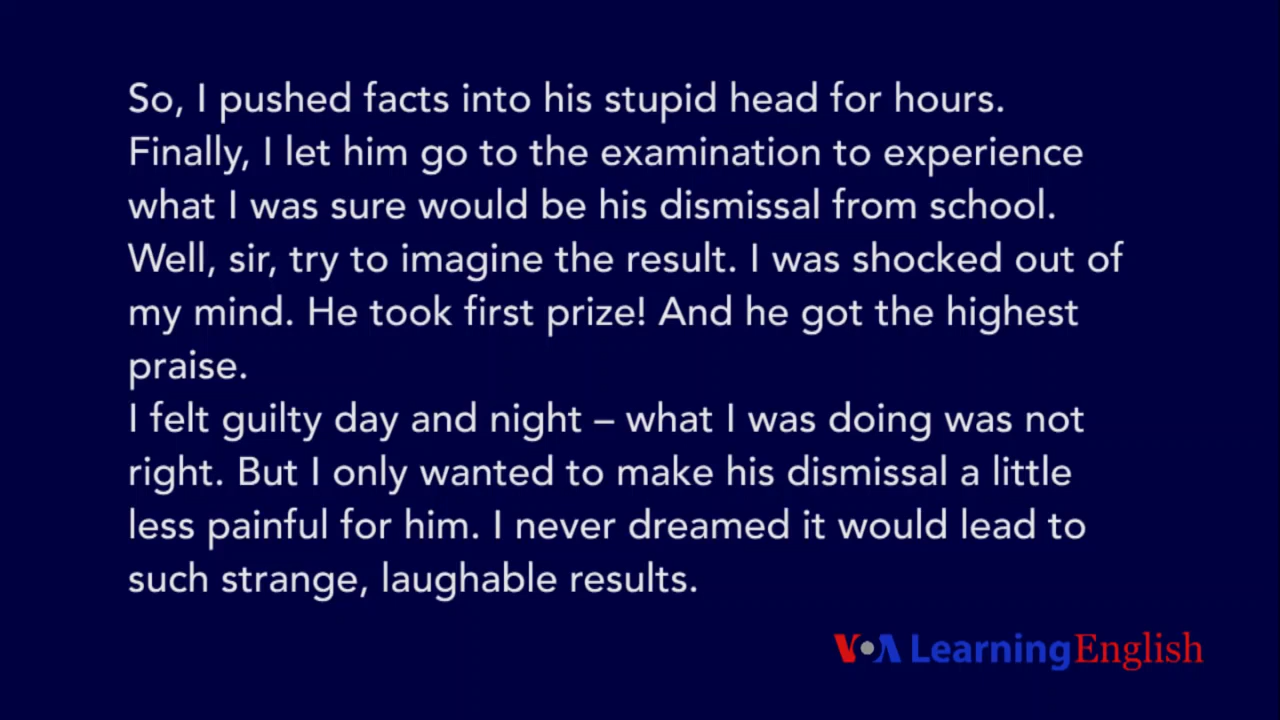 So, I pushed facts into his stupid head for hours.
Finally, I let him go to the examination to experience
what I was sure would be his dismissal from school.
Well, sir, try to imagine the result. I was shocked out of
my mind. He took first prize! And he got the highest
praise.
I felt guilty day and night – what I was doing was not
right. But I only wanted to make his dismissal a little
less painful for him. I never dreamed it would lead to
such strange, laughable results.
VOA Learning English